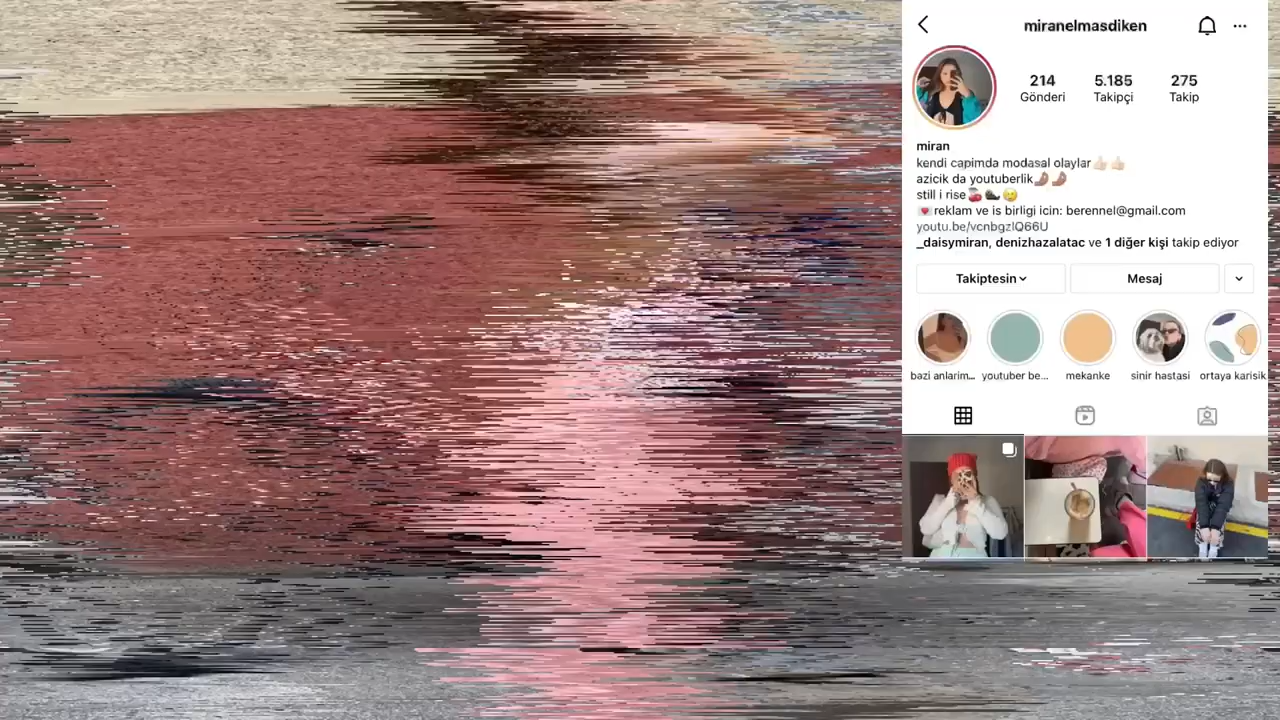 miranelmasdiken
214
5.185
275
Gönderi
Takipçi
Takip
miran
kendi capimda modasal olaylar👍🏻👍🏻
azicik da youtuberlik🤌🏽🤌🏽
still i rise
💌 reklam ve is birligi icin: berennel@gmail.com
youtu.be/vcnbgzIQ66U
_daisymiran, denizhazalatac ve 1 diğer kişi takip ediyor
Takiptesin
Mesaj
bazi anlarim...
youtuber be...
mekanke
sinir hastasi
ortaya karisik